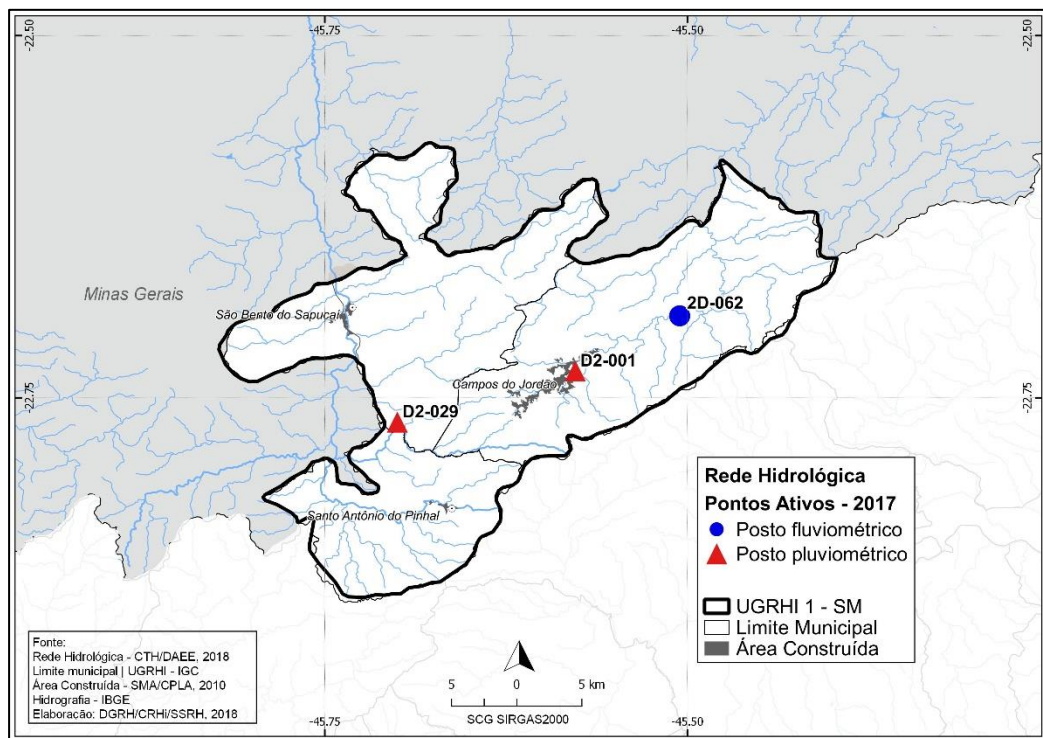 -45.75
-45.50
-22.50
-22.50
Minas Gerais
São Bento do Sapucaí
2D-062
D2-001
Campos do Jordão
-22.75
-22.75
D2-029
Santo Antônio do Pinhal
Rede Hidrológica
Pontos Ativos - 2017
Posto fluviométrico
Posto pluviométrico
UGRHI 1 - SM
Limite Municipal
Área Construída
Fonte:
Rede Hidrológica - CTH/DAEE, 2018
Limite municipal | UGRHI - IGC
Área Construída - SMA/CPLA, 2010
Hidrografia - IBGE
Elaboracão: DGRH/CRHi/SSRH, 2018
5 0 5 km
SCG SIRGAS2000
-45.75
-45.50